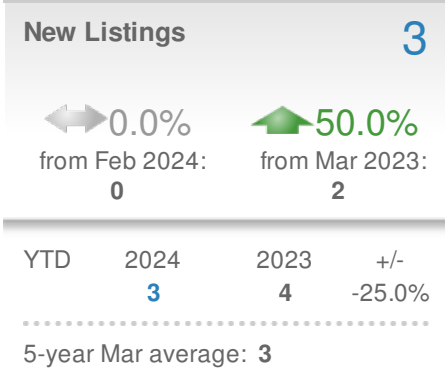 New Listings 3
0.0% 50.0%
from Feb 2024: from Mar 2023:
0 2
YTD 2024 2023 +/-
3 4 -25.0%
5-year Mar average: 3